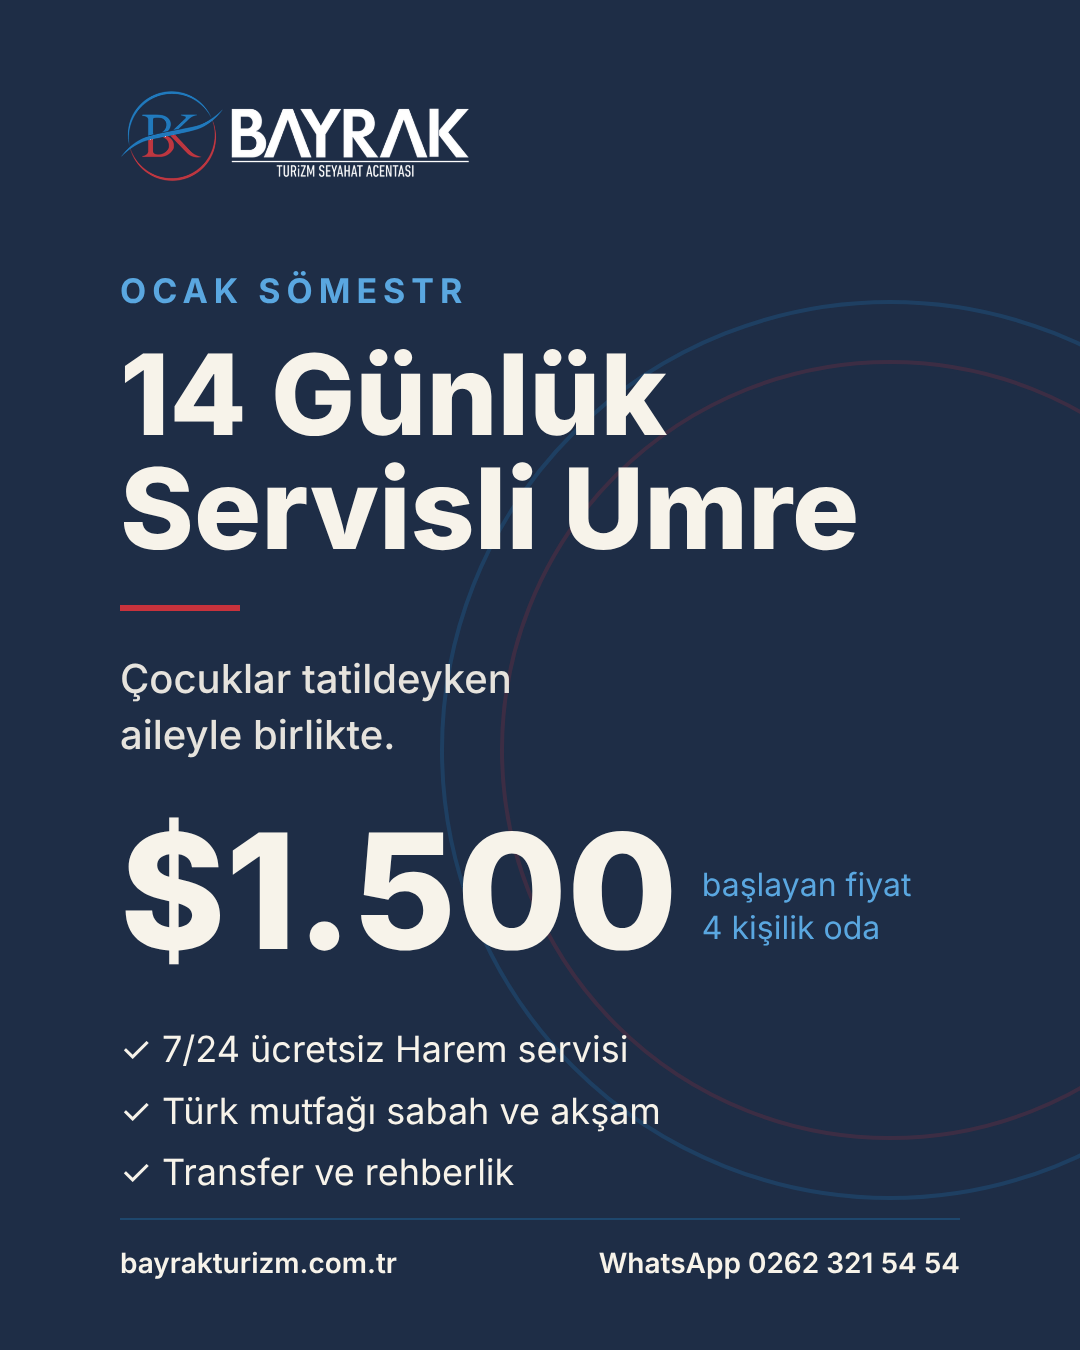 BK
BAYRAK
TURİZM SEYAHAT ACENTASI
OCAK SÖMESTR
14 Günlük
Servisli Umre
Çocuklar tatildeyken
aileyle birlikte.
$1.500
başlayan fiyat
4 kişilik oda
✓ 7/24 ücretsiz Harem servisi
✓ Türk mutfağı sabah ve akşam
✓ Transfer ve rehberlik
bayrakturizm.com.tr
WhatsApp 0262 321 54 54